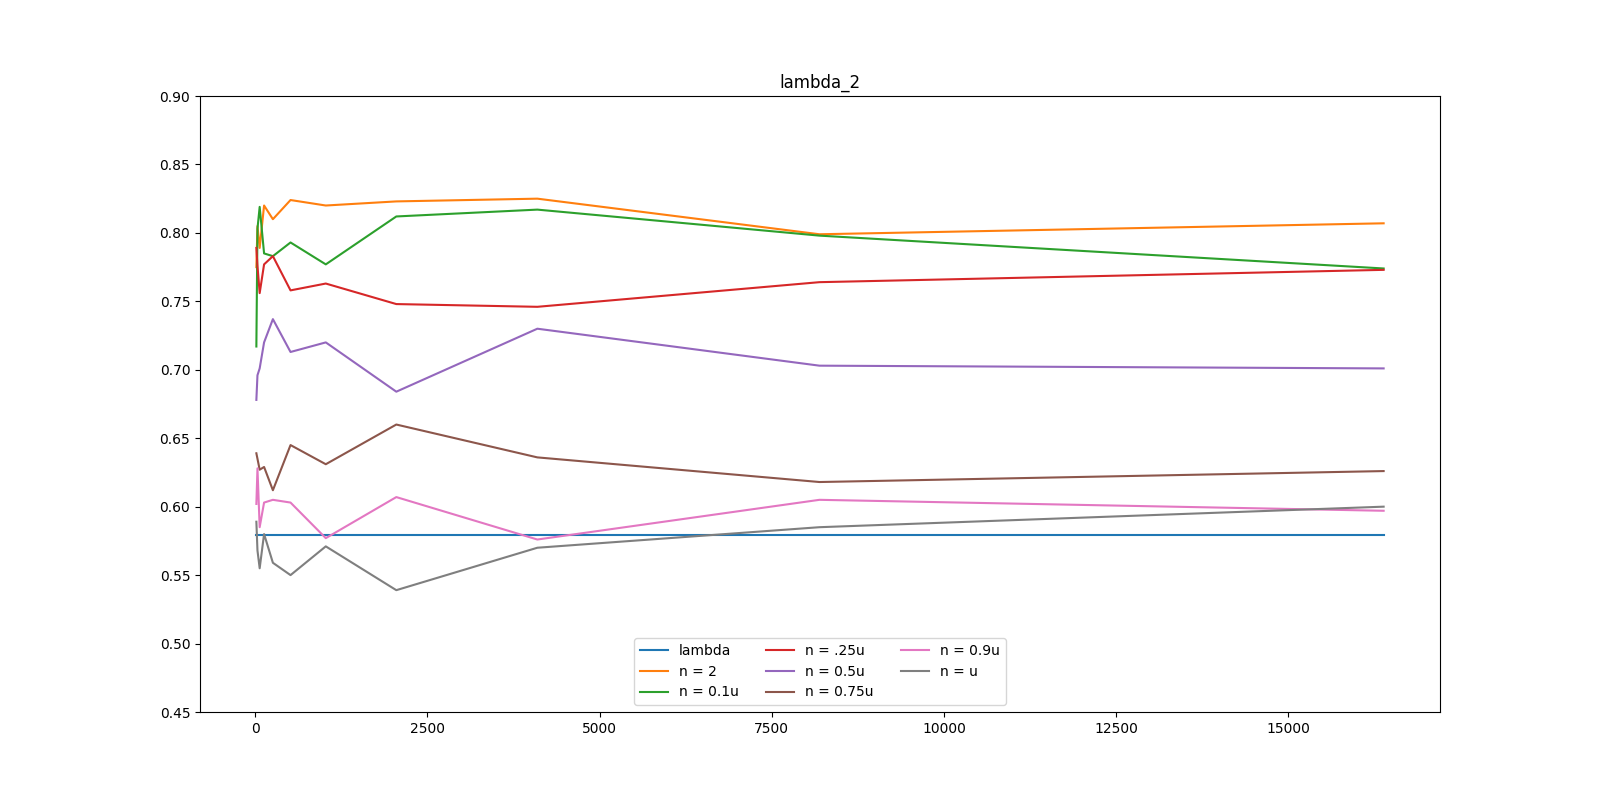 lambda_2
0.90
0.85
0.80
0.75
0.70
0.65
0.60
0.55
0.50
0.45
lambda
n = 2
n = 0.1u
n = .25u
n = 0.5u
n = 0.75u
n = 0.9u
n = u
0 2500 5000 7500 10000 12500 15000